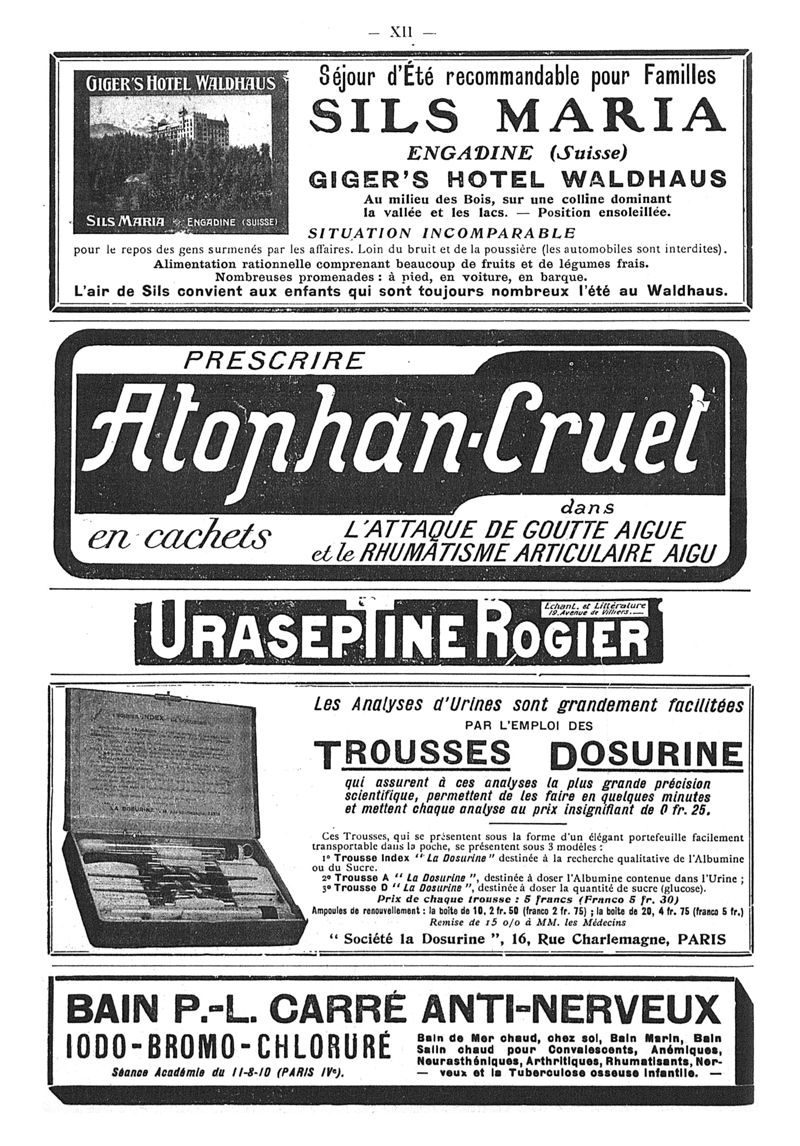 — XII —
GIGER'S HOTEL WALDHAUS
SILS MARIA ENGADINE (SUISSE)
Séjour d'Été recommandable pour Familles
SILS MARIA
ENGADINE (Suisse)
GIGER'S HOTEL WALDHAUS
Au milieu des Bois, sur une colline dominant
la vallée et les lacs. — Position ensoleillée.
SITUATION INCOMPARABLE
pour le repos des gens surmenés par les affaires. Loin du bruit et de la poussière (les automobiles sont interdites).
Alimentation rationnelle comprenant beaucoup de fruits et de légumes frais.
Nombreuses promenades : à pied, en voiture, en barque.
L'air de Sils convient aux enfants qui sont toujours nombreux l'été au Waldhaus.
PRESCRIRE
Atophan-Cruet
en cachets
dans
L'ATTAQUE DE GOUTTE AIGUE
et le RHUMATISME ARTICULAIRE AIGU
URASEPTINE ROGIER
Echant. et Littérature
19, Avenue de Villiers.
Les Analyses d'Urines sont grandement facilitées
PAR L'EMPLOI DES
TROUSSES DOSURINE
qui assurent à ces analyses la plus grande précision
scientifique, permettent de les faire en quelques minutes
et mettent chaque analyse au prix insignifiant de 0 fr. 25.
Ces Trousses, qui se présentent sous la forme d'un élégant portefeuille facilement
transportable dans la poche, se présentent sous 3 modèles :
1º Trousse Index “ La Dosurine ” destinée à la recherche qualitative de l'Albumine
ou du Sucre.
2º Trousse A “ La Dosurine ”, destinée à doser l'Albumine contenue dans l'Urine ;
3º Trousse D “ La Dosurine ”, destinée à doser la quantité de sucre (glucose).
Prix de chaque trousse : 5 francs (Franco 5 fr. 30)
Ampoules de renouvellement : la boîte de 10, 2 fr. 50 (franco 2 fr. 75) ; la boîte de 20, 4 fr. 75 (franco 5 fr.)
Remise de 15 o/o à MM. les Médecins
“ Société la Dosurine ”, 16, Rue Charlemagne, PARIS
BAIN P.-L. CARRÉ ANTI-NERVEUX
IODO-BROMO-CHLORURÉ
Séance Académie du 11-8-10 (PARIS IVe).
Bain de Mer chaud, chez soi, Bain Marin, Bain
Salin chaud pour Convalescents, Anémiques,
Neurasthéniques, Arthritiques, Rhumatisants, Ner-
— veux et la Tuberculose osseuse infantile. —